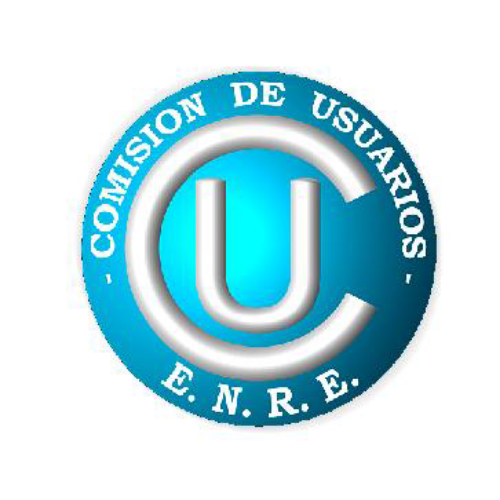 - COMISION DE USUARIOS -
CU
E. N. R. E.